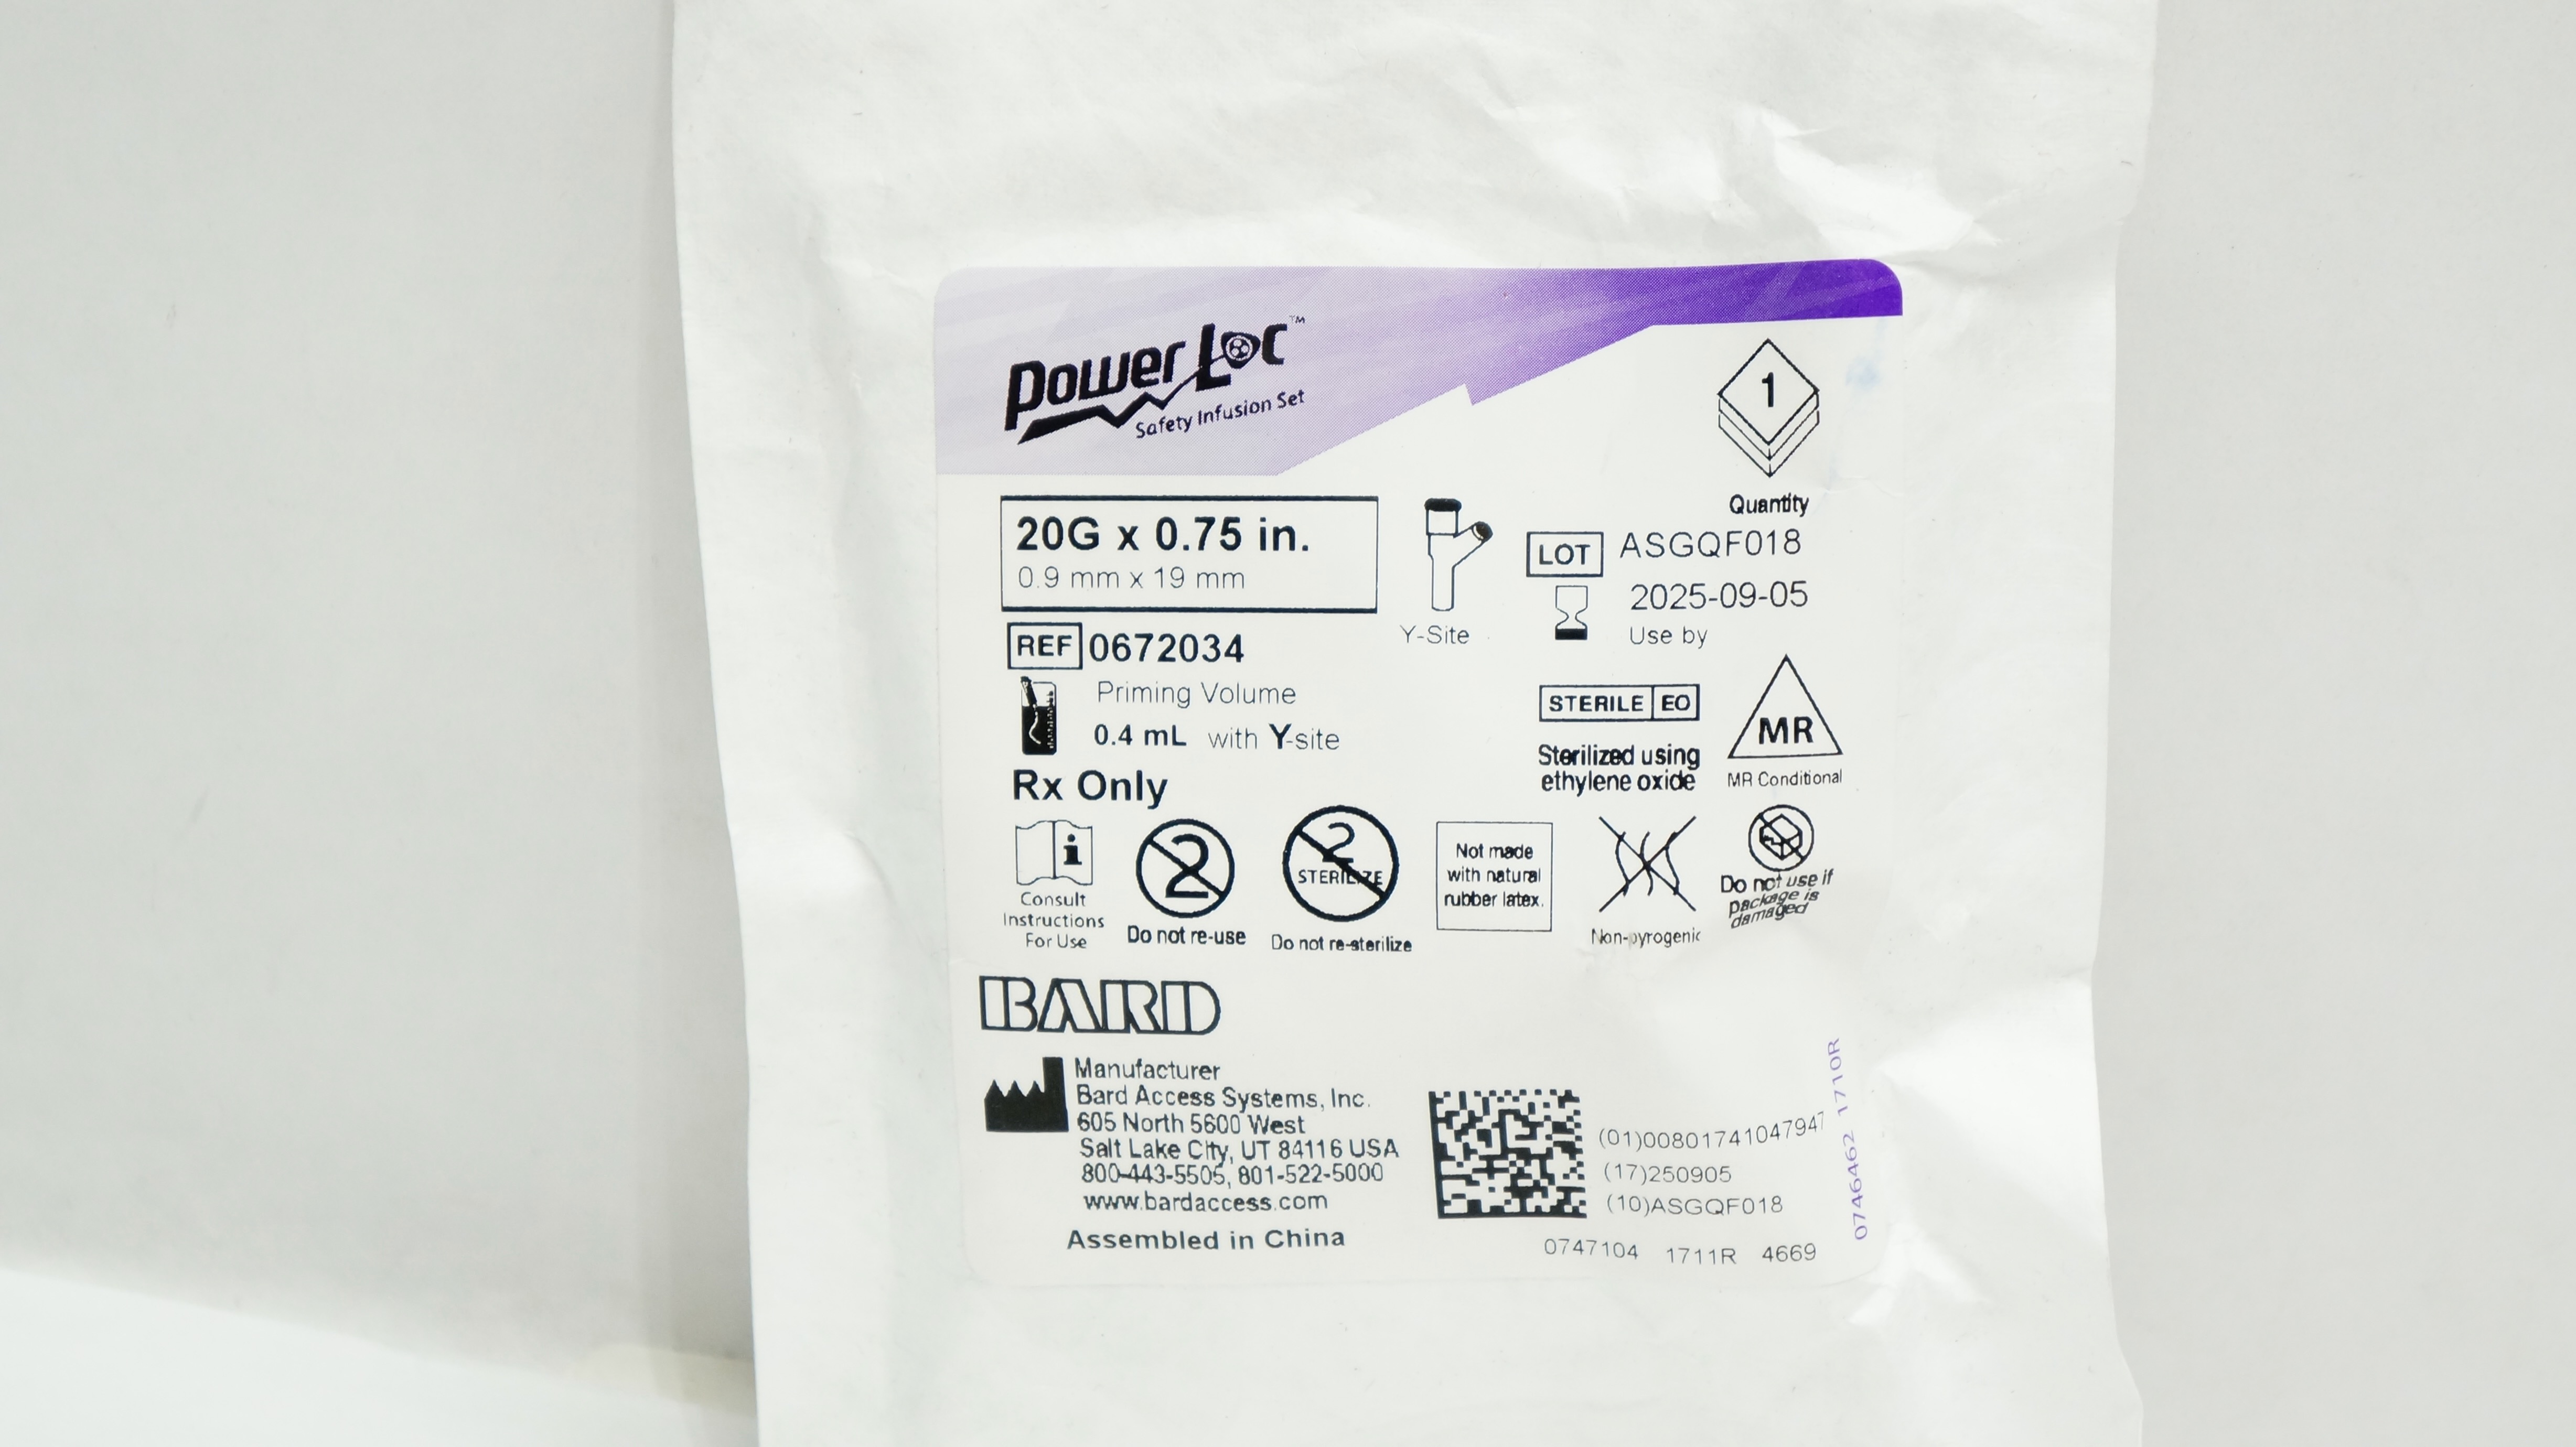 Power Loc™
Safety Infusion Set
1
Quantity
20G x 0.75 in.
0.9 mm x 19 mm
Y-Site
LOT ASGQF018
2025-09-05
Use by
REF 0672034
Priming Volume
0.4 mL with Y-site
Rx Only
STERILE EO
Sterilized using
ethylene oxide
MR
MR Conditional
i
Consult
Instructions
For Use
2
Do not re-use
2
STERILIZE
Do not re-sterilize
Not made
with natural
rubber latex.
Non-pyrogenic
Do not use if
package is
damaged
BARD
Manufacturer
Bard Access Systems, Inc.
605 North 5600 West
Salt Lake City, UT 84116 USA
800-443-5505, 801-522-5000
www.bardaccess.com
Assembled in China
(01)00801741047947
(17)250905
(10)ASGQF018
0747104 1711R 4669
0746462 1710R